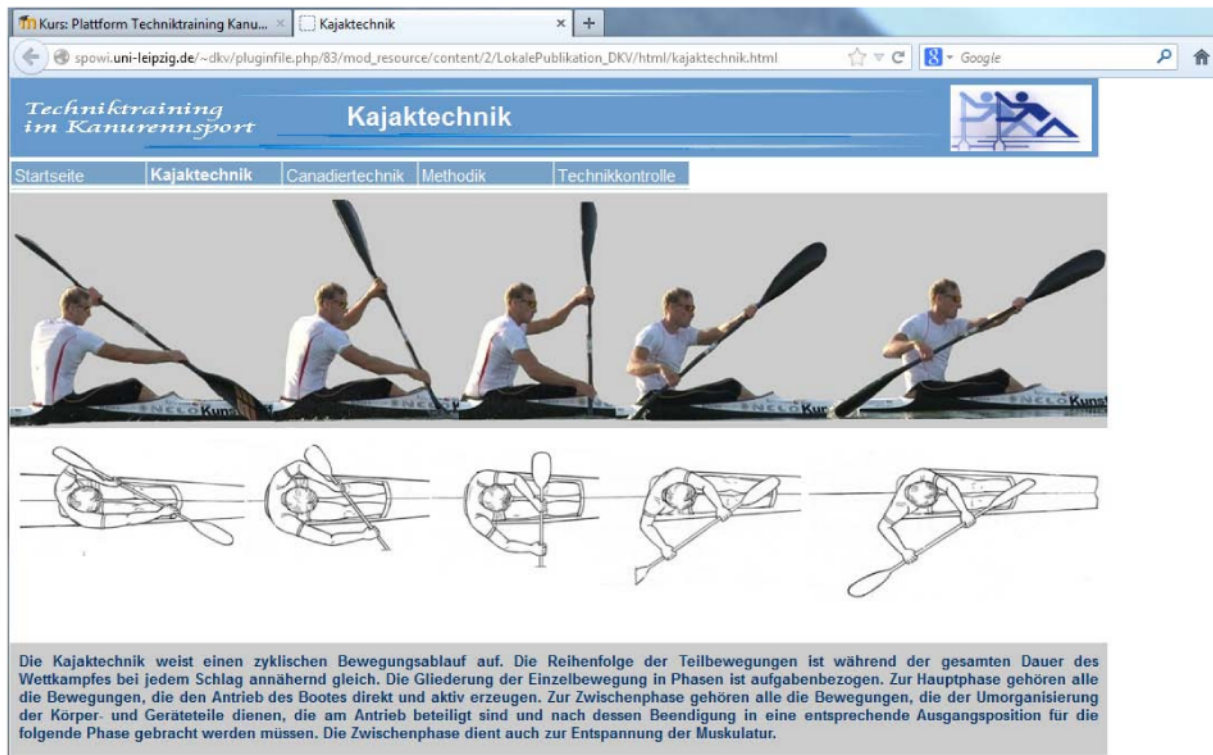 Kurs: Plattform Techniktraining Kanu...
Kajaktechnik
spowi.uni-leipzig.de/~dkv/pluginfile.php/83/mod_resource/content/2/LokalePublikation_DKV/html/kajaktechnik.html
Google
Techniktraining
im Kanurennsport
Kajaktechnik
Startseite
Kajaktechnik
Canadiertechnik
Methodik
Technikkontrolle
NELO Kunst
NELO Kur
NELO Kunst
Die Kajaktechnik weist einen zyklischen Bewegungsablauf auf. Die Reihenfolge der Teilbewegungen ist während der gesamten Dauer des
Wettkampfes bei jedem Schlag annähernd gleich. Die Gliederung der Einzelbewegung in Phasen ist aufgabenbezogen. Zur Hauptphase gehören alle
die Bewegungen, die den Antrieb des Bootes direkt und aktiv erzeugen. Zur Zwischenphase gehören alle die Bewegungen, die der Umorganisierung
der Körper- und Geräteteile dienen, die am Antrieb beteiligt sind und nach dessen Beendigung in eine entsprechende Ausgangsposition für die
folgende Phase gebracht werden müssen. Die Zwischenphase dient auch zur Entspannung der Muskulatur.